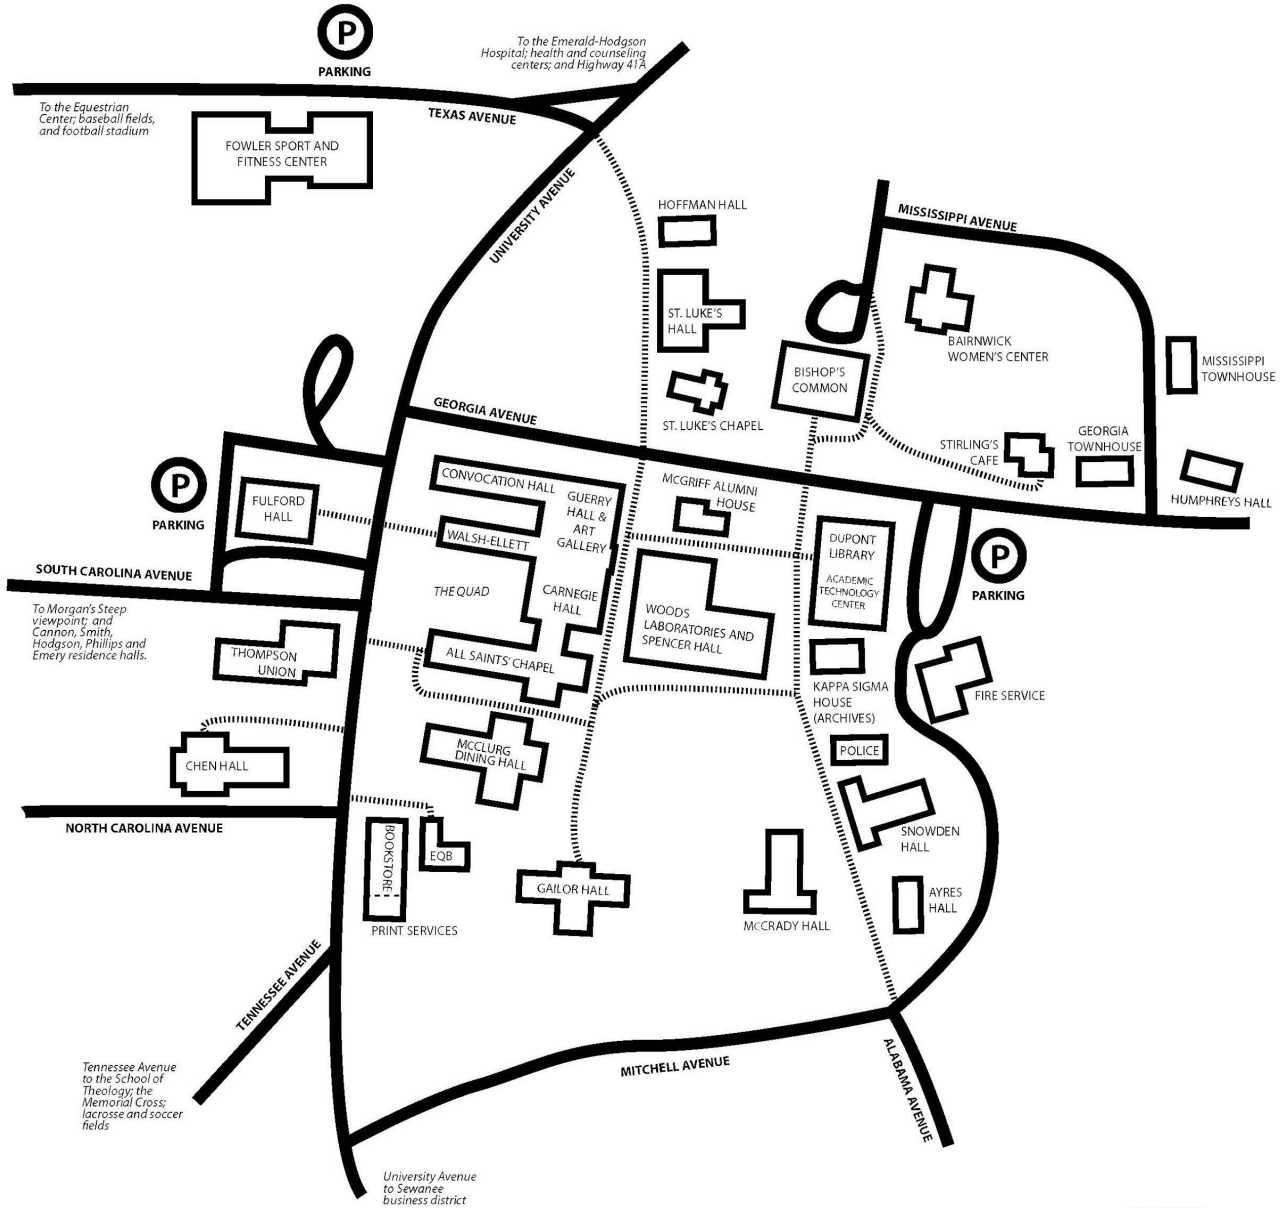 P
PARKING
To the Emerald-Hodgson
Hospital; health and counseling
centers; and Highway 41A
To the Equestrian
Center; baseball fields,
and football stadium
TEXAS AVENUE
FOWLER SPORT AND
FITNESS CENTER
UNIVERSITY AVENUE
HOFFMAN HALL
MISSISSIPPI AVENUE
ST. LUKE'S
HALL
BAIRNWICK
WOMEN'S CENTER
MISSISSIPPI
TOWNHOUSE
BISHOP'S
COMMON
ST. LUKE'S CHAPEL
GEORGIA AVENUE
STIRLING'S
CAFE
GEORGIA
TOWNHOUSE
HUMPHREYS HALL
P
PARKING
FULFORD
HALL
CONVOCATION HALL
GUERRY
HALL &
ART
GALLERY
MCGRIFF ALUMNI
HOUSE
WALSH-ELLETT
DUPONT
LIBRARY
ACADEMIC
TECHNOLOGY
CENTER
P
PARKING
SOUTH CAROLINA AVENUE
THE QUAD
CARNEGIE
HALL
WOODS
LABORATORIES AND
SPENCER HALL
To Morgan's Steep
viewpoint; and
Cannon, Smith,
Hodgson, Phillips and
Emery residence halls.
THOMPSON
UNION
ALL SAINTS' CHAPEL
KAPPA SIGMA
HOUSE
(ARCHIVES)
FIRE SERVICE
CHEN HALL
MCCLURG
DINING HALL
POLICE
NORTH CAROLINA AVENUE
BOOKSTORE
EQB
SNOWDEN
HALL
GAILOR HALL
AYRES
HALL
PRINT SERVICES
MCCRADY HALL
TENNESSEE AVENUE
MITCHELL AVENUE
ALABAMA AVENUE
Tennessee Avenue
to the School of
Theology; the
Memorial Cross;
lacrosse and soccer
fields
University Avenue
to Sewanee
business district